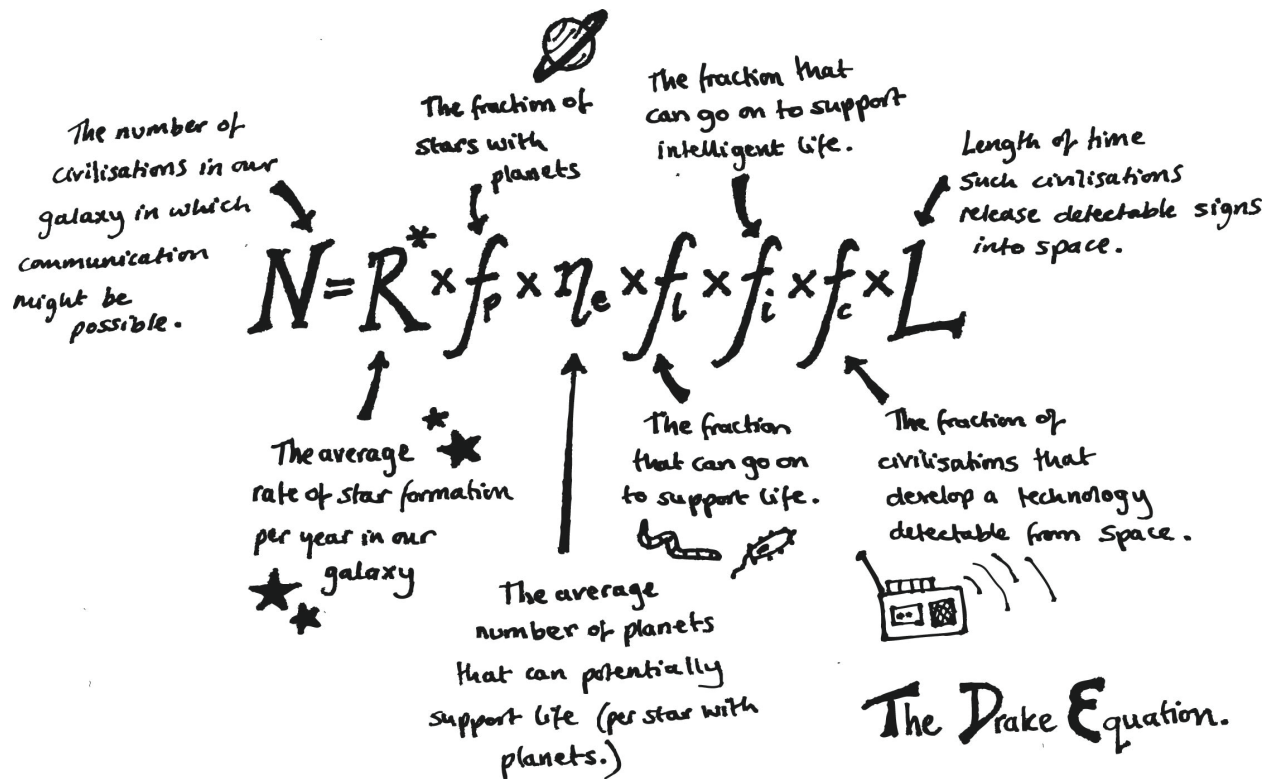 The number of
civilisations in our
galaxy in which
communication
might be
possible.
The fraction of
stars with
planets
The fraction that
can go on to support
intelligent life.
Length of time
such civilisations
release detectable signs
into space.
N = R* × fp × ηe × fl × fi × fc × L
The average
rate of star formation
per year in our
galaxy
The average
number of planets
that can potentially
support life (per star with
planets.)
The fraction
that can go on
to support life.
The fraction of
civilisations that
develop a technology
detectable from space.
The Drake Equation.